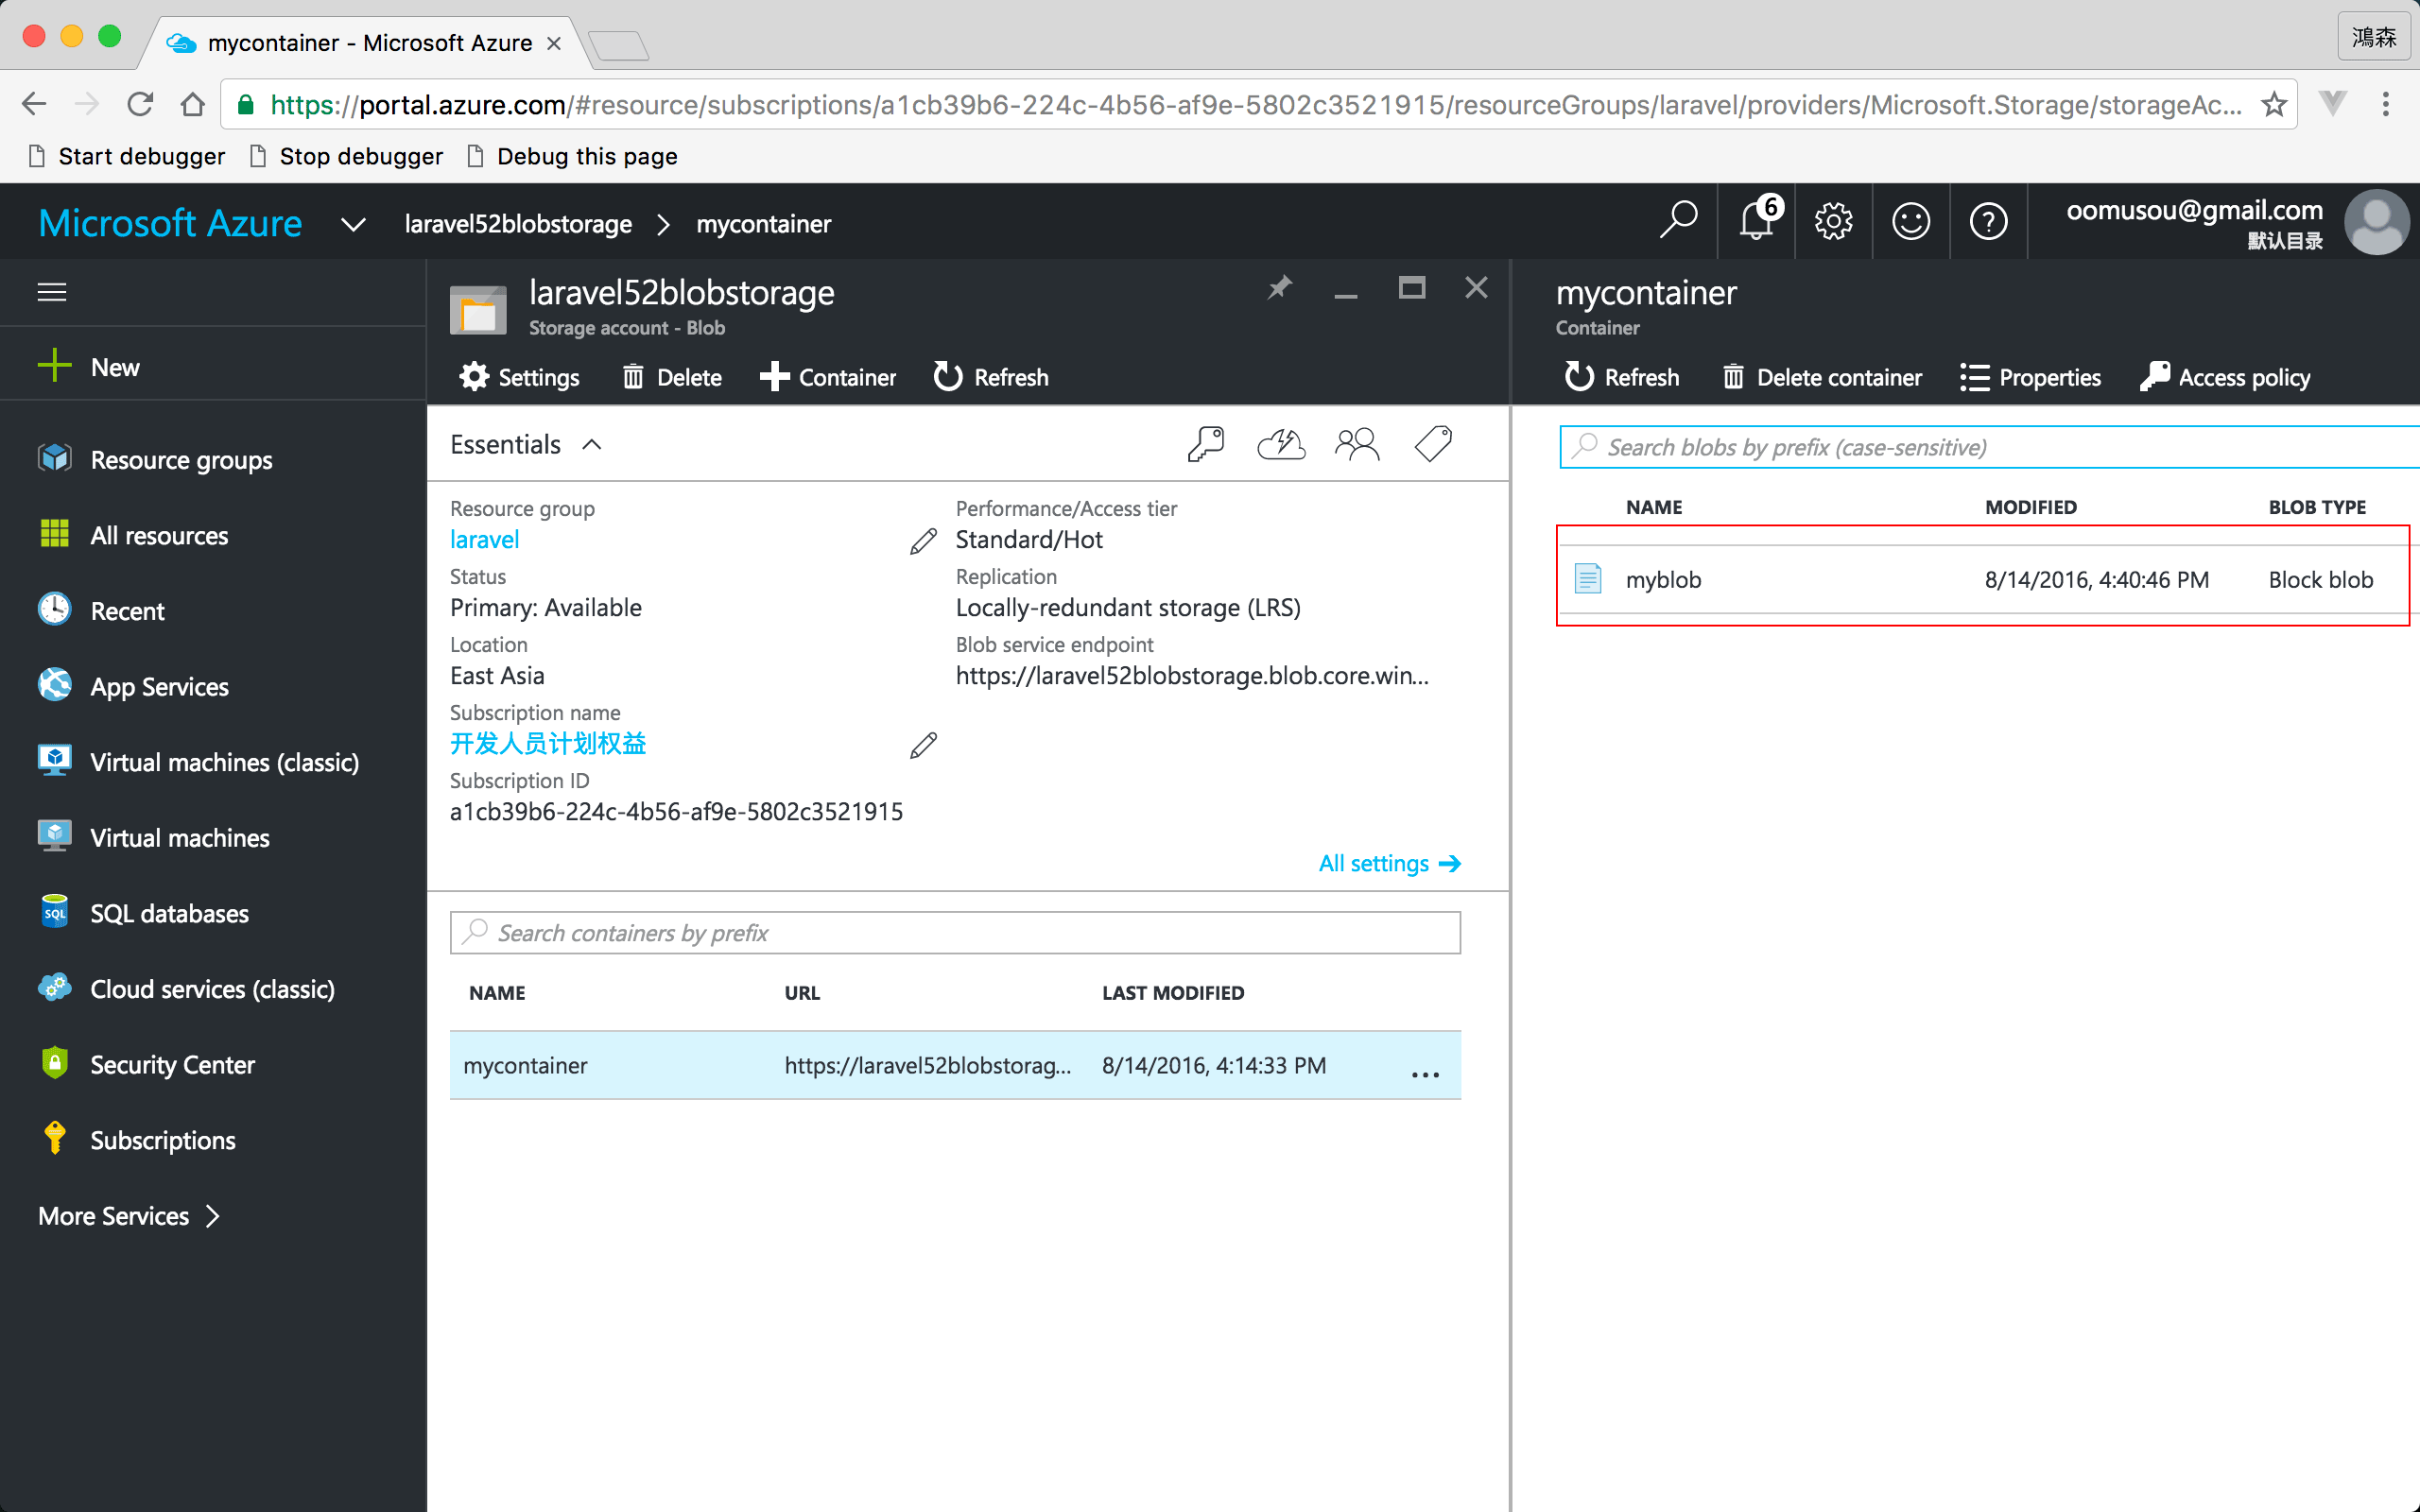 mycontainer - Microsoft Azure
鴻森
https://portal.azure.com/#resource/subscriptions/a1cb39b6-224c-4b56-af9e-5802c3521915/resourceGroups/laravel/providers/Microsoft.Storage/storageAc...
Start debugger Stop debugger Debug this page
Microsoft Azure laravel52blobstorage mycontainer
6
oomusou@gmail.com
默认目录
New
Resource groups
All resources
Recent
App Services
Virtual machines (classic)
Virtual machines
SQL
SQL databases
Cloud services (classic)
Security Center
Subscriptions
More Services
laravel52blobstorage
Storage account - Blob
Settings Delete Container Refresh
Essentials
Resource group
laravel
Status
Primary: Available
Location
East Asia
Subscription name
开发人员计划权益
Subscription ID
a1cb39b6-224c-4b56-af9e-5802c3521915
Performance/Access tier
Standard/Hot
Replication
Locally-redundant storage (LRS)
Blob service endpoint
https://laravel52blobstorage.blob.core.win...
All settings
Search containers by prefix
NAME URL LAST MODIFIED
mycontainer https://laravel52blobstorag... 8/14/2016, 4:14:33 PM ...
mycontainer
Container
Refresh Delete container Properties Access policy
Search blobs by prefix (case-sensitive)
NAME MODIFIED BLOB TYPE
myblob 8/14/2016, 4:40:46 PM Block blob